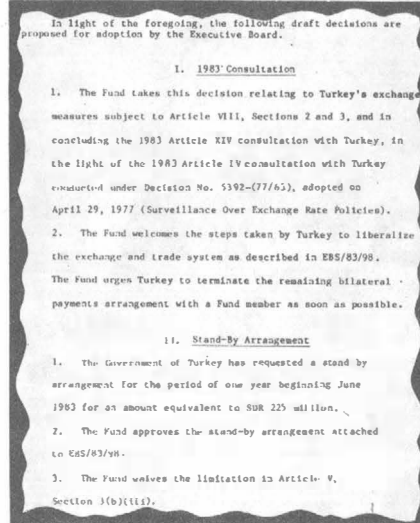 In light of the foregoing, the following draft decisions are
proposed for adoption by the Executive Board.
I. 1983 Consultation
1. The Fund takes this decision relating to Turkey's exchange
measures subject to Article VIII, Sections 2 and 3, and in
concluding the 1983 Article XIV consultation with Turkey, in
the light of the 1983 Article IV consultation with Turkey
conducted under Decision No. 5392-(77/63), adopted on
April 29, 1977 (Surveillance Over Exchange Rate Policies).
2. The Fund welcomes the steps taken by Turkey to liberalize
the exchange and trade system as described in EBS/83/98.
The Fund urges Turkey to terminate the remaining bilateral
payments arrangement with a Fund member as soon as possible.
II. Stand-By Arrangement
1. The Government of Turkey has requested a stand by
arrangement for the period of one year beginning June
1983 for an amount equivalent to SDR 225 million.
2. The Fund approves the stand-by arrangement attached
to EBS/83/98.
3. The Fund waives the limitation in Article V,
Section 3(b)(iii).